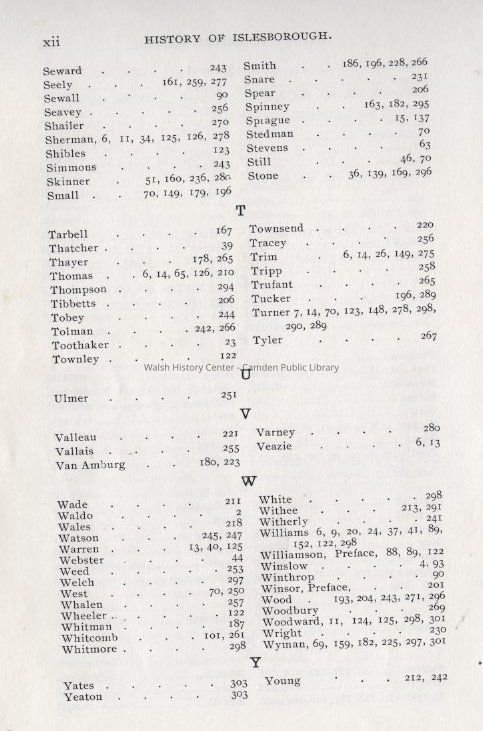 xii
HISTORY OF ISLESBOROUGH.
Seward . . . . 243
Seely . . . 161, 259, 277
Sewall . . . . 90
Seavey . . . . . 256
Shailer . . . . 270
Sherman, 6, 11, 34, 125, 126, 278
Shibles . . . . 123
Simmons . . . . 243
Skinner . 51, 160, 236, 280
Small . . 70, 149, 179, 196
Smith . . 186, 196, 228, 266
Snare . . . . . 231
Spear . . . . . 206
Spinney . . 163, 182, 295
Sprague . . . . 15, 137
Stedman . . . . 70
Stevens . . . . . 63
Still . . . . 46, 70
Stone . . 36, 139, 169, 296
T
Tarbell . . . . 167
Thatcher . . . . . 39
Thayer . . . 178, 265
Thomas . . 6, 14, 65, 126, 210
Thompson . . . . 294
Tibbetts . . . . 206
Tobey . . . . 244
Tolman . . . 242, 266
Toothaker . . . . 23
Townley . . . . . 122
Townsend . . . . 220
Tracey . . . . . 256
Trim . . 6, 14, 26, 149, 275
Tripp . . . . . 258
Trufant . . . . 265
Tucker . . . 196, 289
Turner 7, 14, 70, 123, 148, 278, 298,
290, 289
Tyler . . . . 267
Walsh History Center - Camden Public Library
U
Ulmer . . . . 251
V
Valleau . . . . 221
Vallais . . . . . 255
Van Amburg . . 180, 223
Varney . . . . 280
Veazie . . . . 6, 13
W
Wade . . . . . 211
Waldo . . . . . 2
Wales . . . . . 218
Watson . . . 245, 247
Warren . . . 13, 40, 125
Webster . . . . 44
Weed . . . . . 253
Welch . . . . . 297
West . . . . 70, 250
Whalen . . . . 257
Wheeler . . . . . 122
Whitman . . . . 187
Whitcomb . . . 101, 261
Whitmore . . . . . 298
White . . . . . 298
Withee . . . 213, 291
Witherly . . . . 241
Williams 6, 9, 20, 24, 37, 41, 89,
152, 122, 298
Williamson, Preface, 88, 89, 122
Winslow . . . . 4, 93
Winthrop . . . . 90
Winsor, Preface, . . . 201
Wood 193, 204, 243, 271, 296
Woodbury . . . . 269
Woodward, 11, 124, 125, 298, 301
Wright . . . . 230
Wyman, 69, 159, 182, 225, 297, 301
Y
Yates . . . . . 303
Yeaton . . . . . 303
Young . . . 212, 242